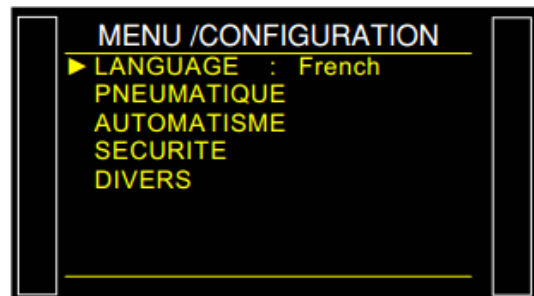 MENU /CONFIGURATION
► LANGUAGE : French
PNEUMATIQUE
AUTOMATISME
SECURITE
DIVERS